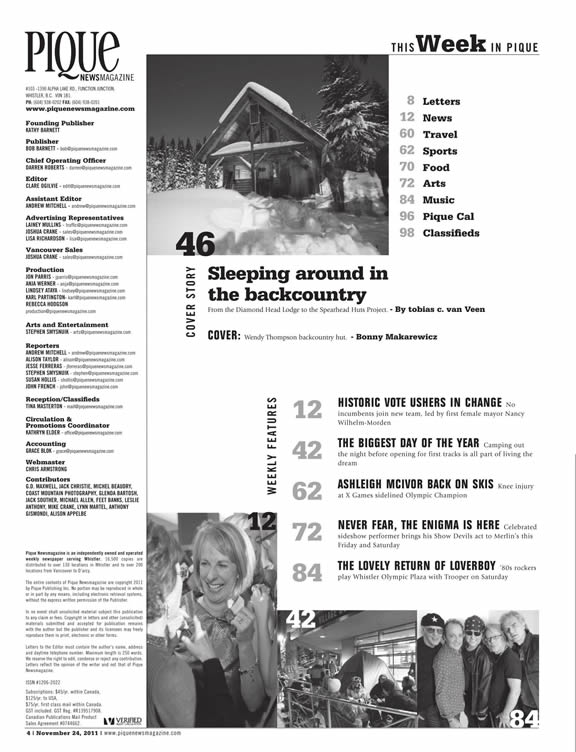 PIQUE
NEWSMAGAZINE
#103 -1390 ALPHA LAKE RD., FUNCTION JUNCTION,
WHISTLER, B.C. V0N 1B1
PH: (604) 938-0202 FAX: (604) 938-0201
www.piquenewsmagazine.com
Founding Publisher
KATHY BARNETT
Publisher
BOB BARNETT - bob@piquenewsmagazine.com
Chief Operating Officer
DARREN ROBERTS - darren@piquenewsmagazine.com
Editor
CLARE OGILVIE - edit@piquenewsmagazine.com
Assistant Editor
ANDREW MITCHELL - andrew@piquenewsmagazine.com
Advertising Representatives
LAINEY MULLINS - traffic@piquenewsmagazine.com
JOSHUA CRANE - sales@piquenewsmagazine.com
LISA RICHARDSON - lisa@piquenewsmagazine.com
Vancouver Sales
JOSHUA CRANE - sales@piquenewsmagazine.com
Production
JON PARRIS - jparris@piquenewsmagazine.com
ANJA WERNER - anja@piquenewsmagazine.com
LINDSEY ATAYA - lindsey@piquenewsmagazine.com
KARL PARTINGTON- karl@piquenewsmagazine.com
REBECCA HODGSON
production@piquenewsmagazine.com
Arts and Entertainment
STEPHEN SMYSNUIK - arts@piquenewsmagazine.com
Reporters
ANDREW MITCHELL - andrew@piquenewsmagazine.com
ALISON TAYLOR - alison@piquenewsmagazine.com
JESSE FERRERAS - jferreras@piquenewsmagazine.com
STEPHEN SMYSNUIK - stephen@piquenewsmagazine.com
SUSAN HOLLIS - shollis@piquenewsmagazine.com
JOHN FRENCH - john@piquenewsmagazine.com
Reception/Classifieds
TINA MASTERTON - mail@piquenewsmagazine.com
Circulation &
Promotions Coordinator
KATHRYN ELDER - office@piquenewsmagazine.com
Accounting
GRACE BLOK - grace@piquenewsmagazine.com
Webmaster
CHRIS ARMSTRONG
Contributors
G.D. MAXWELL, JACK CHRISTIE, MICHEL BEAUDRY,
COAST MOUNTAIN PHOTOGRAPHY, GLENDA BARTOSH,
JACK SOUTHER, MICHAEL ALLEN, FEET BANKS, LESLIE
ANTHONY, MIKE CRANE, LYNN MARTEL, ANTHONY
GISMONDI, ALISON APPELBE
Pique Newsmagazine is an independently owned and operated
weekly newspaper serving Whistler. 16,500 copies are
distributed to over 130 locations in Whistler and to over 200
locations from Vancouver to D'arcy.
The entire contents of Pique Newsmagazine are copyright 2011
by Pique Publishing Inc. No portion may be reproduced in whole
or in part by any means, including electronic retrieval systems,
without the express written permission of the Publisher.
In no event shall unsolicited material subject this publication
to any claim or fees. Copyright in letters and other (unsolicited)
materials submitted and accepted for publication remains
with the author but the publisher and its licensees may freely
reproduce them in print, electronic or other forms.
Letters to the Editor must contain the author's name, address
and daytime telephone number. Maximum length is 250 words.
We reserve the right to edit, condense or reject any contribution.
Letters reflect the opinion of the writer and not that of Pique
Newsmagazine.
ISSN #1206-2022
Subscriptions: $45/yr. within Canada,
$125/yr. to USA.
$75/yr. first class mail within Canada.
GST included. GST Reg. #R139517908.
Canadian Publications Mail Product
Sales Agreement #0744662.
VERIFIED
THIS Week IN PIQUE
8 Letters
12 News
60 Travel
62 Sports
70 Food
72 Arts
84 Music
96 Pique Cal
98 Classifieds
46
COVER STORY
Sleeping around in
the backcountry
From the Diamond Head Lodge to the Spearhead Huts Project. - By tobias c. van Veen
COVER: Wendy Thompson backcountry hut. - Bonny Makarewicz
WEEKLY FEATURES
12 HISTORIC VOTE USHERS IN CHANGE No
incumbents join new team, led by first female mayor Nancy
Wilhelm-Morden
42 THE BIGGEST DAY OF THE YEAR Camping out
the night before opening for first tracks is all part of living the
dream
62 ASHLEIGH MCIVOR BACK ON SKIS Knee injury
at X Games sidelined Olympic Champion
72 NEVER FEAR, THE ENIGMA IS HERE Celebrated
sideshow performer brings his Show Devils act to Merlin's this
Friday and Saturday
84 THE LOVELY RETURN OF LOVERBOY '80s rockers
play Whistler Olympic Plaza with Trooper on Saturday
12
42
84
4 | November 24, 2011 | www.piquenewsmagazine.com